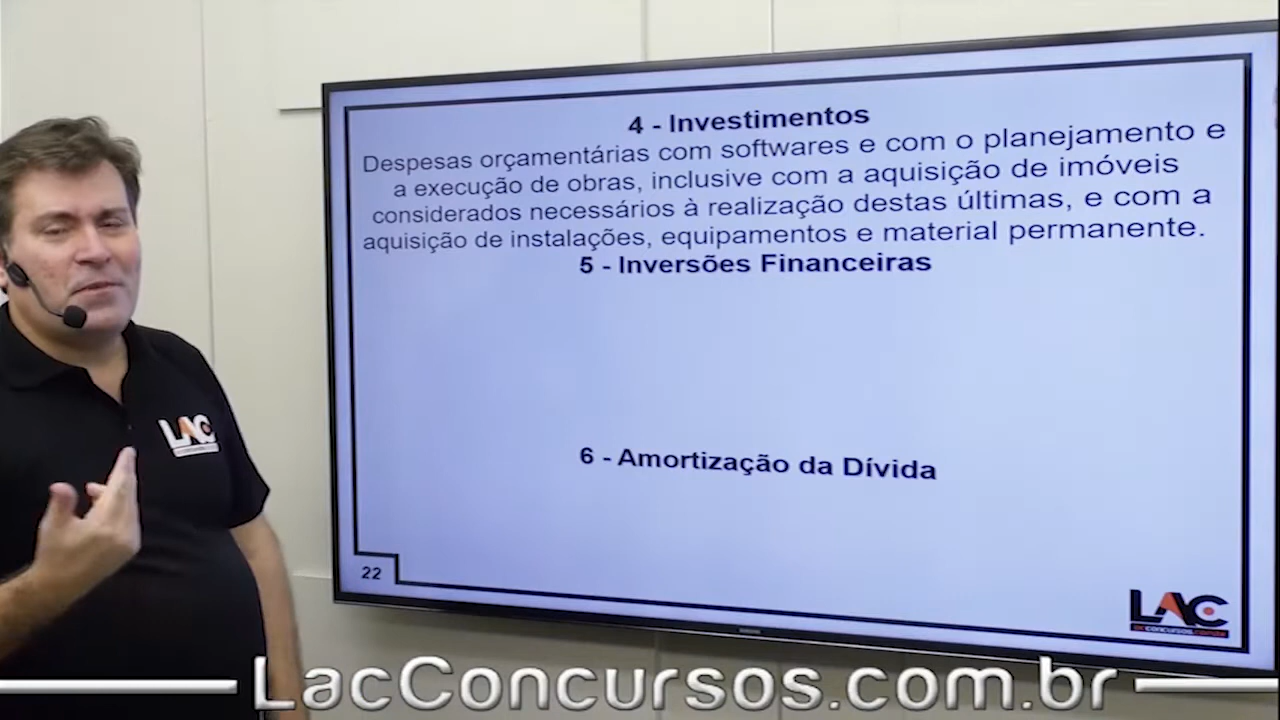 4 - Investimentos
Despesas orçamentárias com softwares e com o planejamento e
a execução de obras, inclusive com a aquisição de imóveis
considerados necessários à realização destas últimas, e com a
aquisição de instalações, equipamentos e material permanente.
5 - Inversões Financeiras
6 - Amortização da Dívida
22
LAC
LAC
LacConcursos.com.br